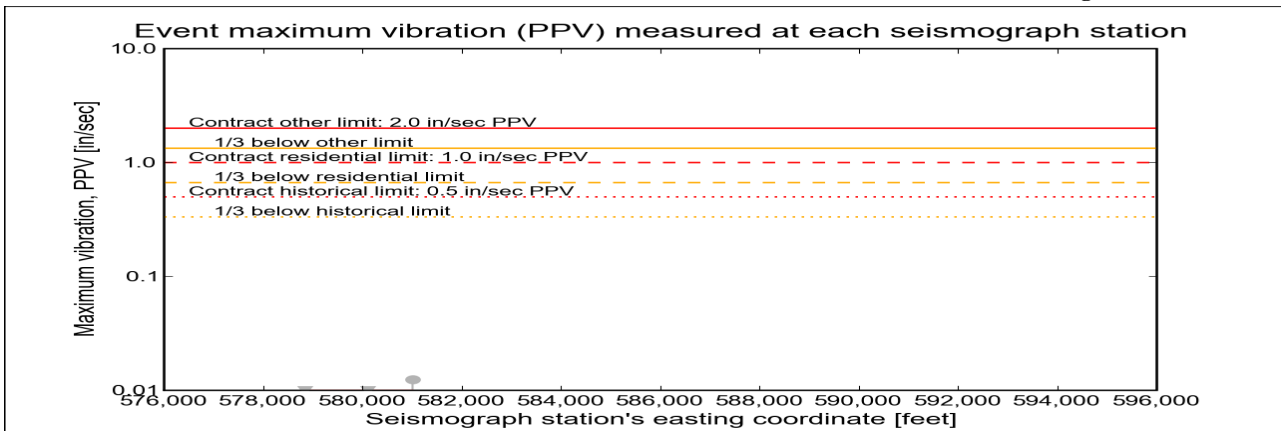 Event maximum vibration (PPV) measured at each seismograph station
Maximum vibration, PPV [in/sec]
10.0
Contract other limit: 2.0 in/sec PPV
1/3 below other limit
1.0
Contract residential limit: 1.0 in/sec PPV
1/3 below residential limit
Contract historical limit; 0.5 in/sec PPV
1/3 below historical limit
0.1
0.01
576,000 578,000 580,000 582,000 584,000 586,000 588,000 590,000 592,000 594,000 596,000
Seismograph station's easting coordinate [feet]